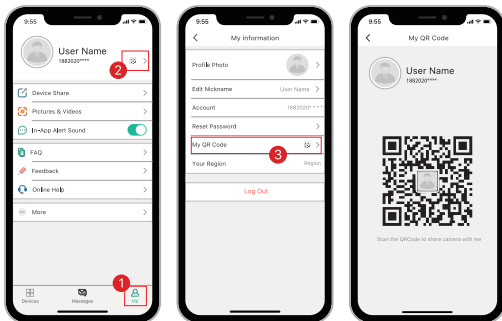 9:55
User Name
1882020****
2
Device Share
Pictures & Videos
In-App Alert Sound
FAQ
Feedback
Online Help
More
1
Devices
Messages
Me
9:55
My information
Profile Photo
Edit Nickname
User Name
Account
1882020****
Reset Password
My QR Code
3
Your Region
Region
Log Out
9:55
My QR Code
User Name
1882020****
Scan the QRCode to share camera with me